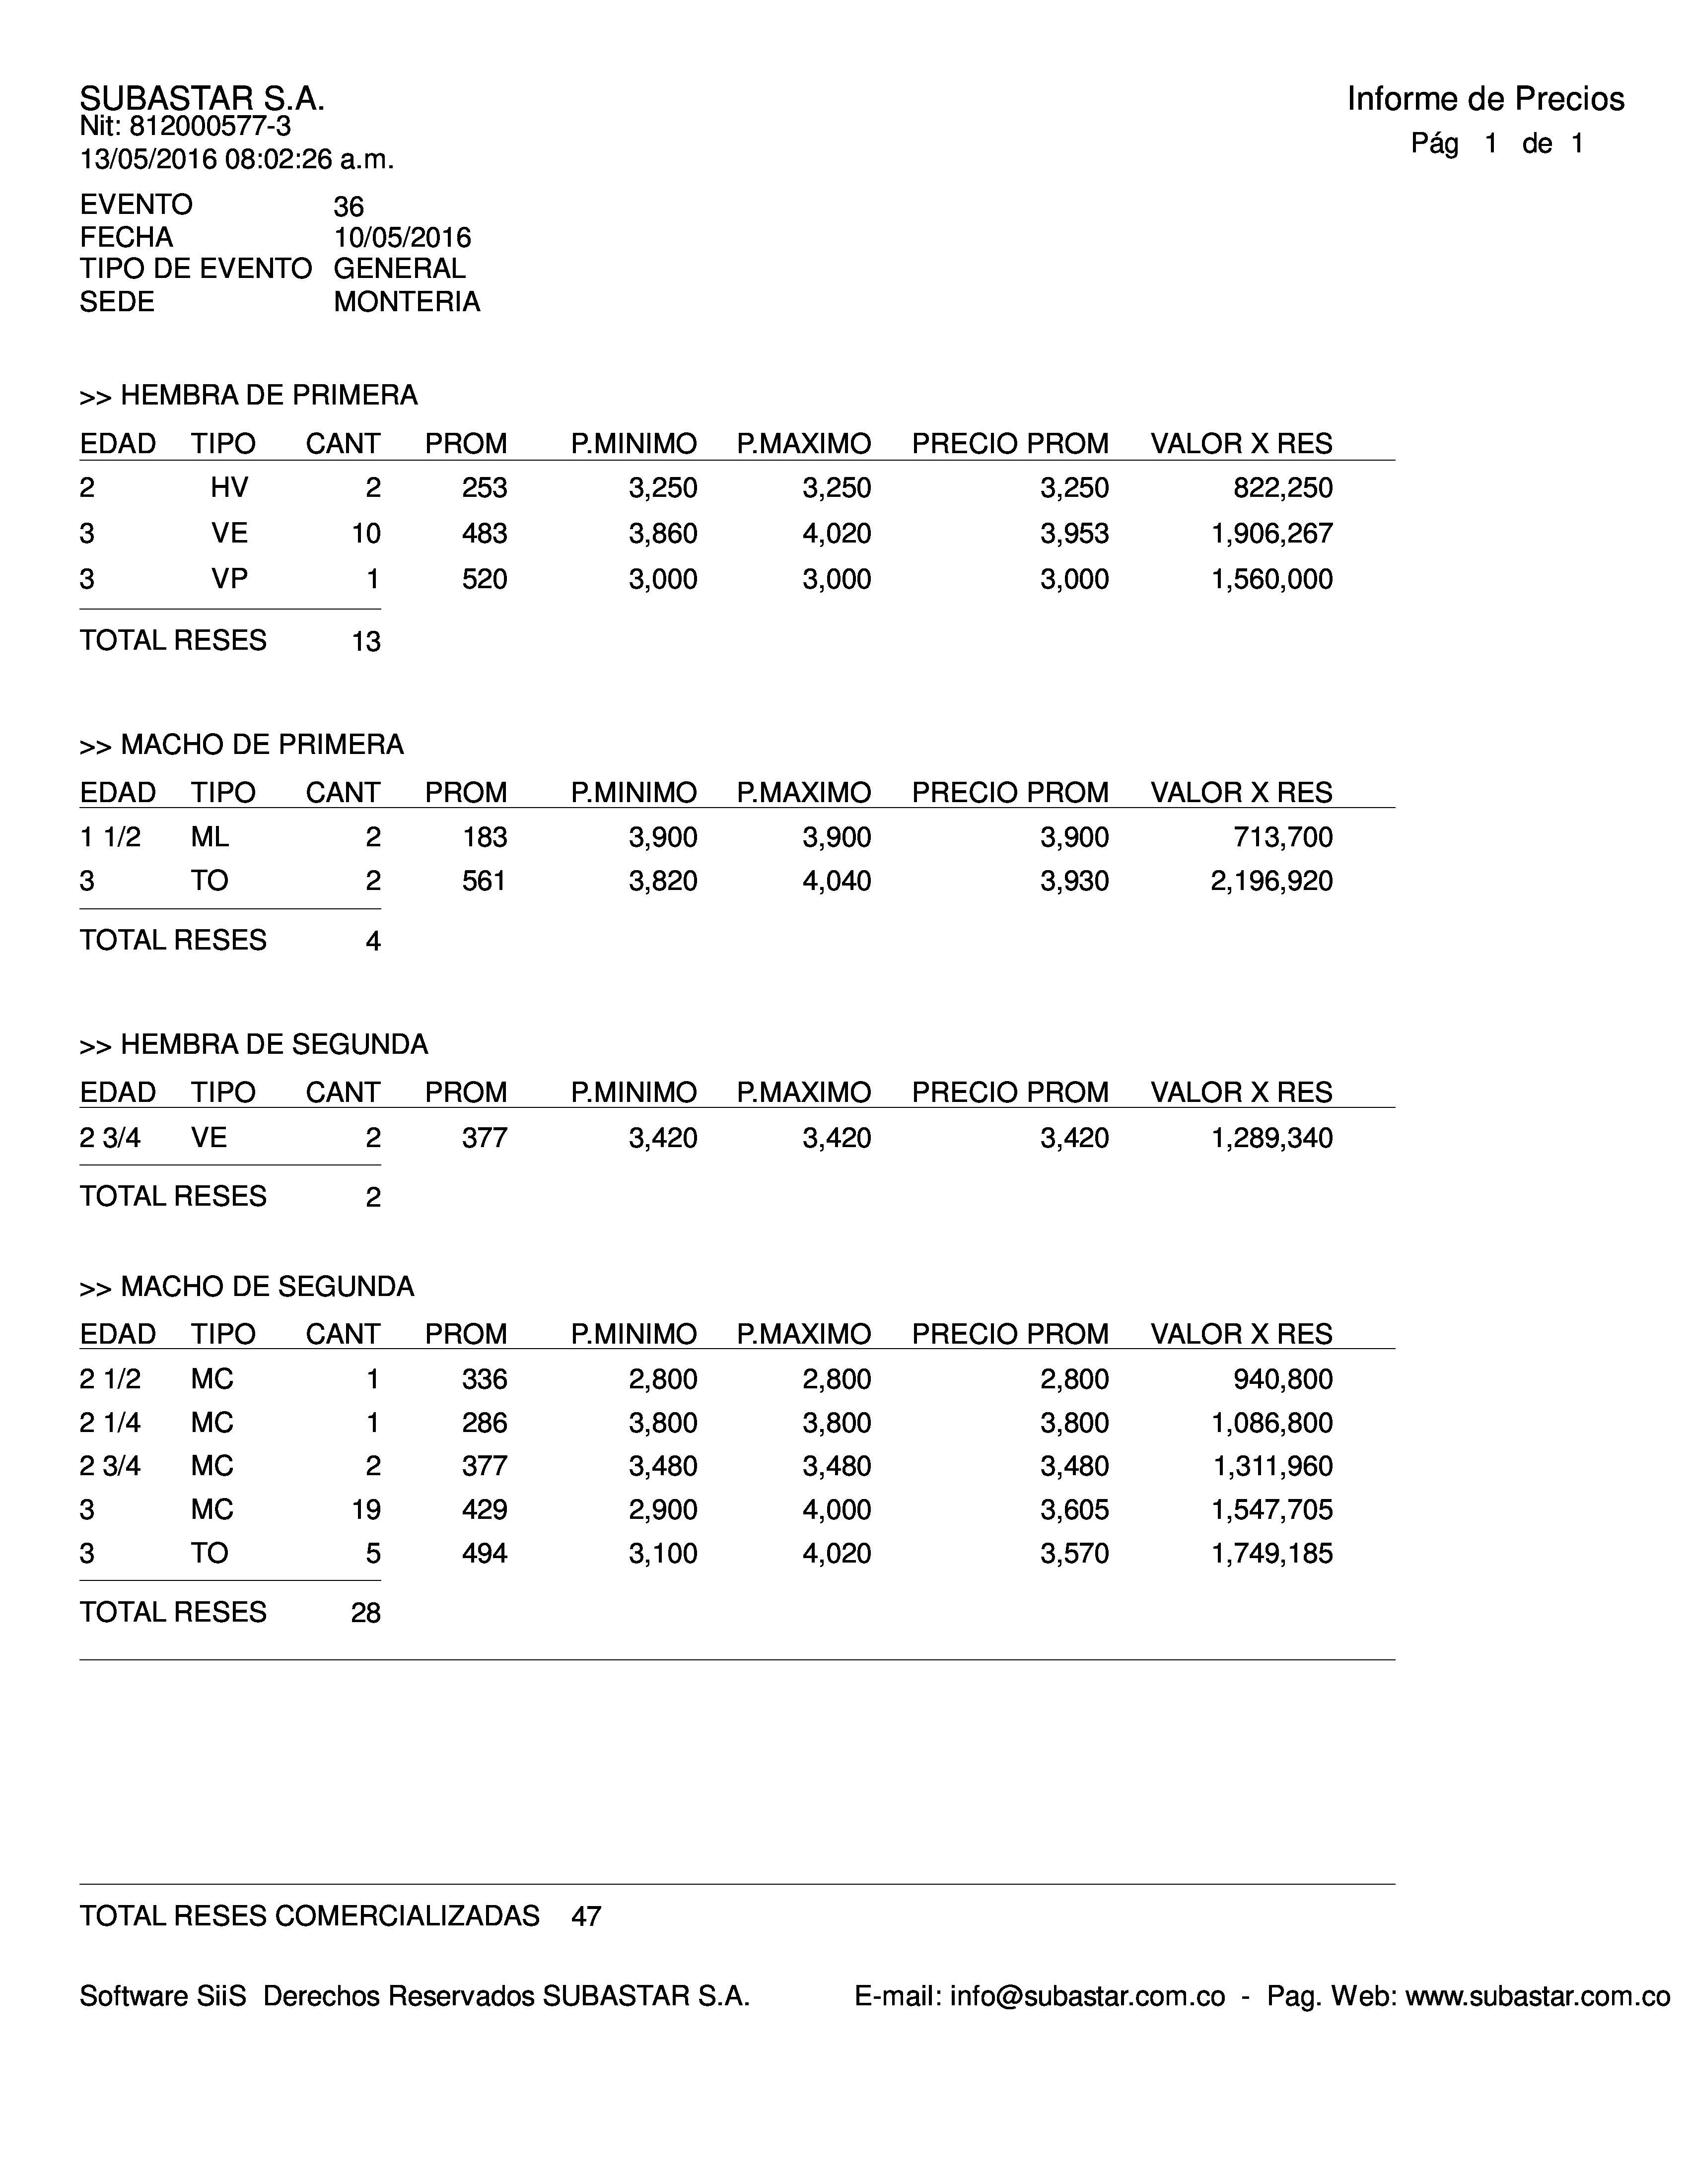 SUBASTAR S.A.
Informe de Precios
Nit: 812000577-3
Pág 1 de 1
13/05/2016 08:02:26 a.m.
EVENTO 36
FECHA 10/05/2016
TIPO DE EVENTO GENERAL
SEDE MONTERIA
>> HEMBRA DE PRIMERA
EDAD TIPO CANT PROM P.MINIMO P.MAXIMO PRECIO PROM VALOR X RES
2 HV 2 253 3,250 3,250 3,250 822,250
3 VE 10 483 3,860 4,020 3,953 1,906,267
3 VP 1 520 3,000 3,000 3,000 1,560,000
TOTAL RESES 13
>> MACHO DE PRIMERA
EDAD TIPO CANT PROM P.MINIMO P.MAXIMO PRECIO PROM VALOR X RES
1 1/2 ML 2 183 3,900 3,900 3,900 713,700
3 TO 2 561 3,820 4,040 3,930 2,196,920
TOTAL RESES 4
>> HEMBRA DE SEGUNDA
EDAD TIPO CANT PROM P.MINIMO P.MAXIMO PRECIO PROM VALOR X RES
2 3/4 VE 2 377 3,420 3,420 3,420 1,289,340
TOTAL RESES 2
>> MACHO DE SEGUNDA
EDAD TIPO CANT PROM P.MINIMO P.MAXIMO PRECIO PROM VALOR X RES
2 1/2 MC 1 336 2,800 2,800 2,800 940,800
2 1/4 MC 1 286 3,800 3,800 3,800 1,086,800
2 3/4 MC 2 377 3,480 3,480 3,480 1,311,960
3 MC 19 429 2,900 4,000 3,605 1,547,705
3 TO 5 494 3,100 4,020 3,570 1,749,185
TOTAL RESES 28
TOTAL RESES COMERCIALIZADAS 47
Software SiiS Derechos Reservados SUBASTAR S.A. E-mail: info@subastar.com.co - Pag. Web: www.subastar.com.co